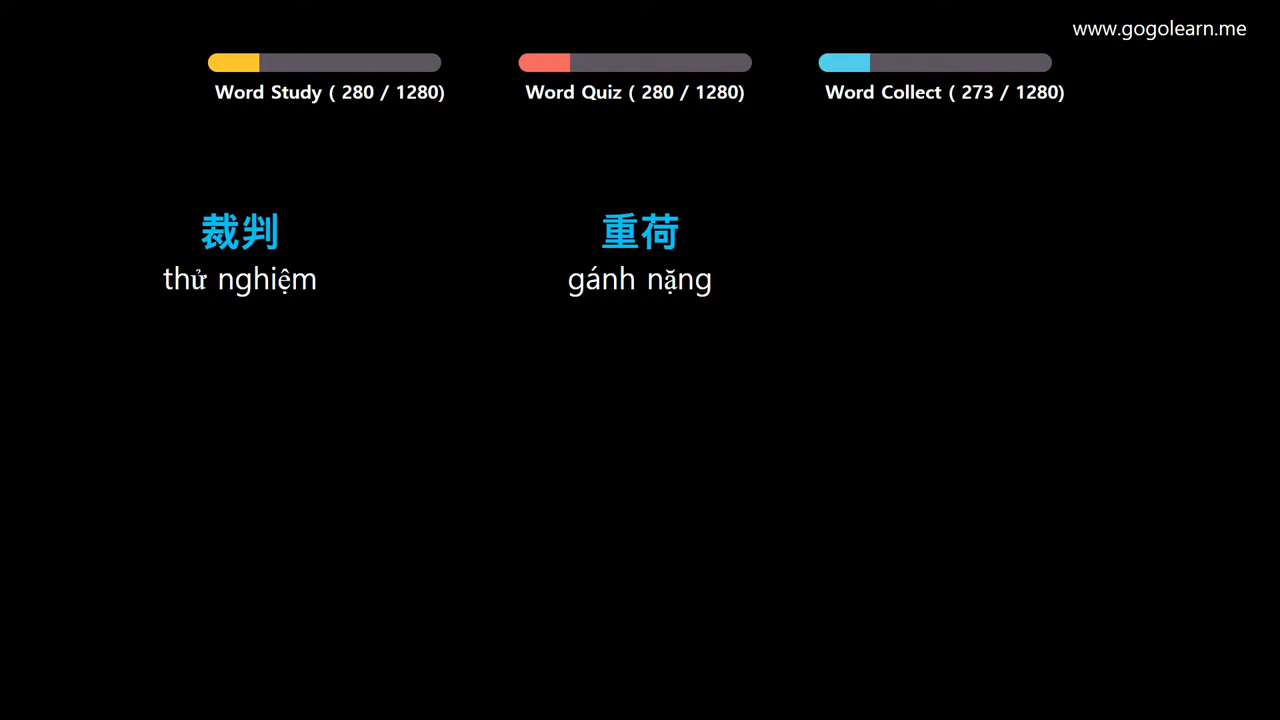 www.gogolearn.me
Word Study ( 280 / 1280)
Word Quiz ( 280 / 1280)
Word Collect ( 273 / 1280)
裁判
thử nghiệm
重荷
gánh nặng